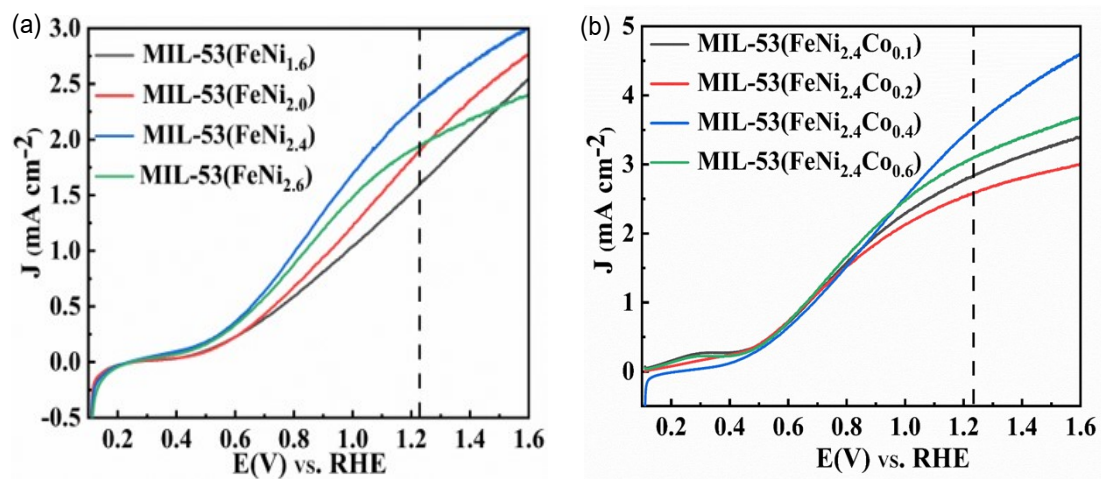 (a)
3.0
2.5
2.0
1.5
1.0
0.5
0.0
-0.5
J (mA cm⁻²)
MIL-53(FeNi₁.₆)
MIL-53(FeNi₂.₀)
MIL-53(FeNi₂.₄)
MIL-53(FeNi₂.₆)
0.2 0.4 0.6 0.8 1.0 1.2 1.4 1.6
E(V) vs. RHE
(b)
5
4
3
2
1
0
J (mA cm⁻²)
MIL-53(FeNi₂.₄Co₀.₁)
MIL-53(FeNi₂.₄Co₀.₂)
MIL-53(FeNi₂.₄Co₀.₄)
MIL-53(FeNi₂.₄Co₀.₆)
0.2 0.4 0.6 0.8 1.0 1.2 1.4 1.6
E(V) vs. RHE